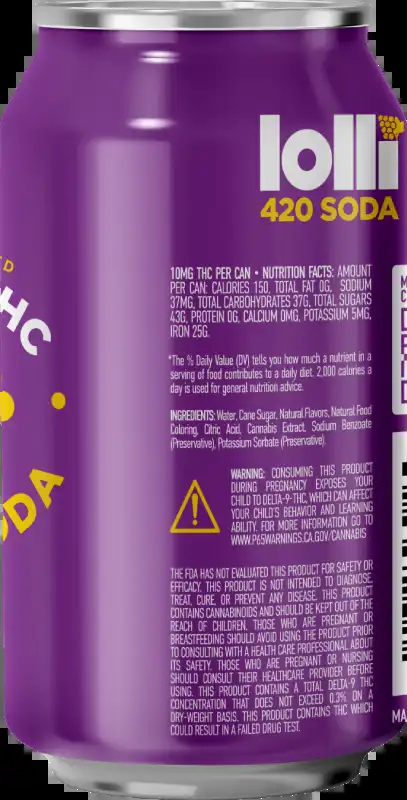 lolli
420 SODA
ED
HC
ODA
10MG THC PER CAN • NUTRITION FACTS: AMOUNT
PER CAN: CALORIES 150, TOTAL FAT 0G, SODIUM
37MG, TOTAL CARBOHYDRATES 37G, TOTAL SUGARS
43G, PROTEIN 0G, CALCIUM 0MG, POTASSIUM 5MG,
IRON 25G.
*The % Daily Value (DV) tells you how much a nutrient in a
serving of food contributes to a daily diet. 2,000 calories a
day is used for general nutrition advice.
INGREDIENTS: Water, Cane Sugar, Natural Flavors, Natural Food
Coloring, Citric Acid, Cannabis Extract. Sodium Benzoate
(Preservative), Potassium Sorbate (Preservative).
WARNING: CONSUMING THIS PRODUCT
DURING PREGNANCY EXPOSES YOUR
CHILD TO DELTA-9-THC, WHICH CAN AFFECT
YOUR CHILD'S BEHAVIOR AND LEARNING
ABILITY. FOR MORE INFORMATION GO TO
WWW.P65WARNINGS.CA.GOV/CANNABIS
THE FDA HAS NOT EVALUATED THIS PRODUCT FOR SAFETY OR
EFFICACY. THIS PRODUCT IS NOT INTENDED TO DIAGNOSE,
TREAT, CURE, OR PREVENT ANY DISEASE. THIS PRODUCT
CONTAINS CANNABINOIDS AND SHOULD BE KEPT OUT OF THE
REACH OF CHILDREN. THOSE WHO ARE PREGNANT OR
BREASTFEEDING SHOULD AVOID USING THE PRODUCT PRIOR
TO CONSULTING WITH A HEALTH CARE PROFESSIONAL ABOUT
ITS SAFETY. THOSE WHO ARE PREGNANT OR NURSING
SHOULD CONSULT THEIR HEALTHCARE PROVIDER BEFORE
USING. THIS PRODUCT CONTAINS A TOTAL DELTA-9 THC
CONCENTRATION THAT DOES NOT EXCEED 0.3% ON A
DRY-WEIGHT BASIS. THIS PRODUCT CONTAINS THC WHICH
COULD RESULT IN A FAILED DRUG TEST.
M
C
MA